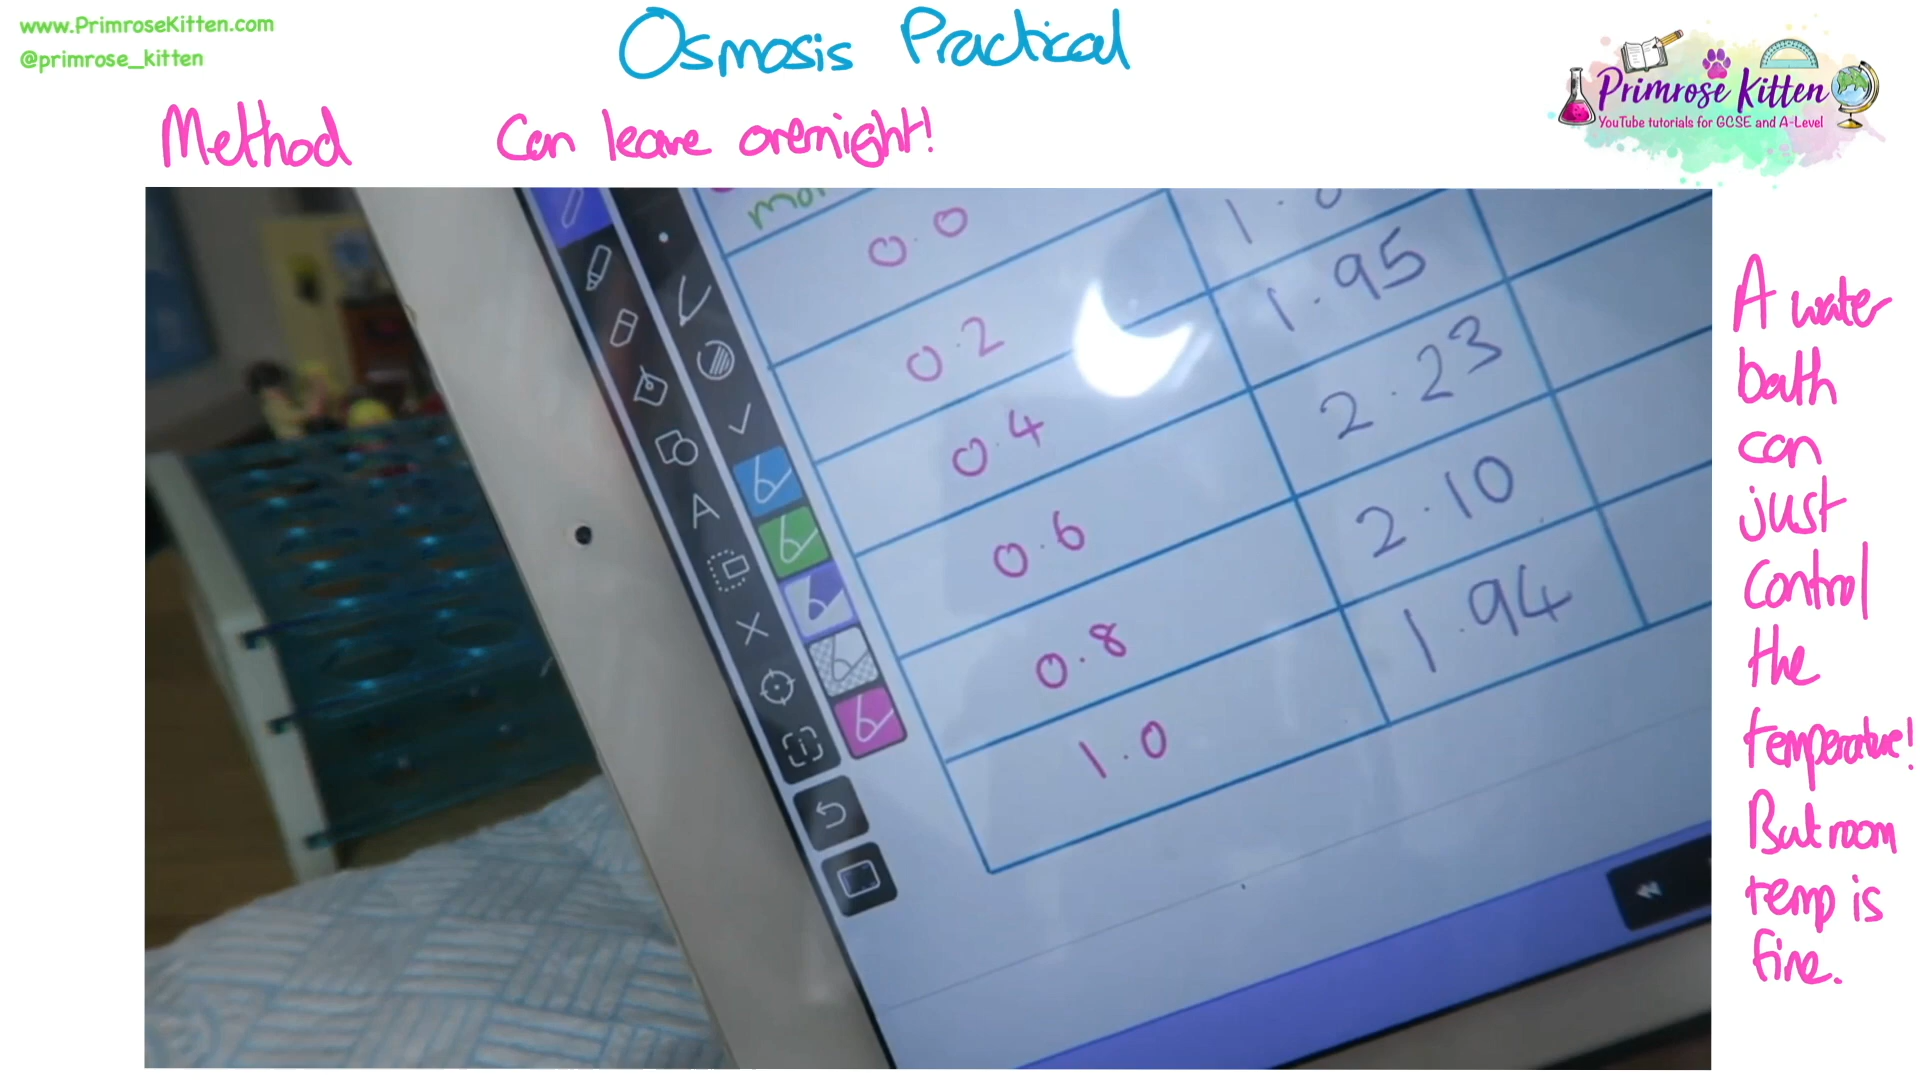 www.PrimroseKitten.com
@primrose_kitten
Osmosis Practical
Primrose Kitten
YouTube tutorials for GCSE and A-Level
Method
Can leave overnight!
0.0
0.2 1.95
0.4 2.23
0.6 2.10
0.8 1.94
1.0
A water
bath
can
just
control
the
temperature!
But room
temp is
fine.